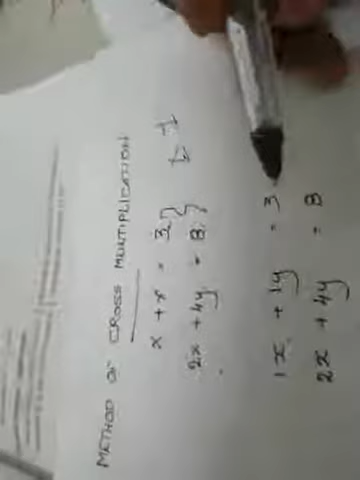 METHOD OF CROSS MULTIPLICATION
x + x = 3
2x + 4y = 8
1x + 1y = 3
2x + 4y = 8